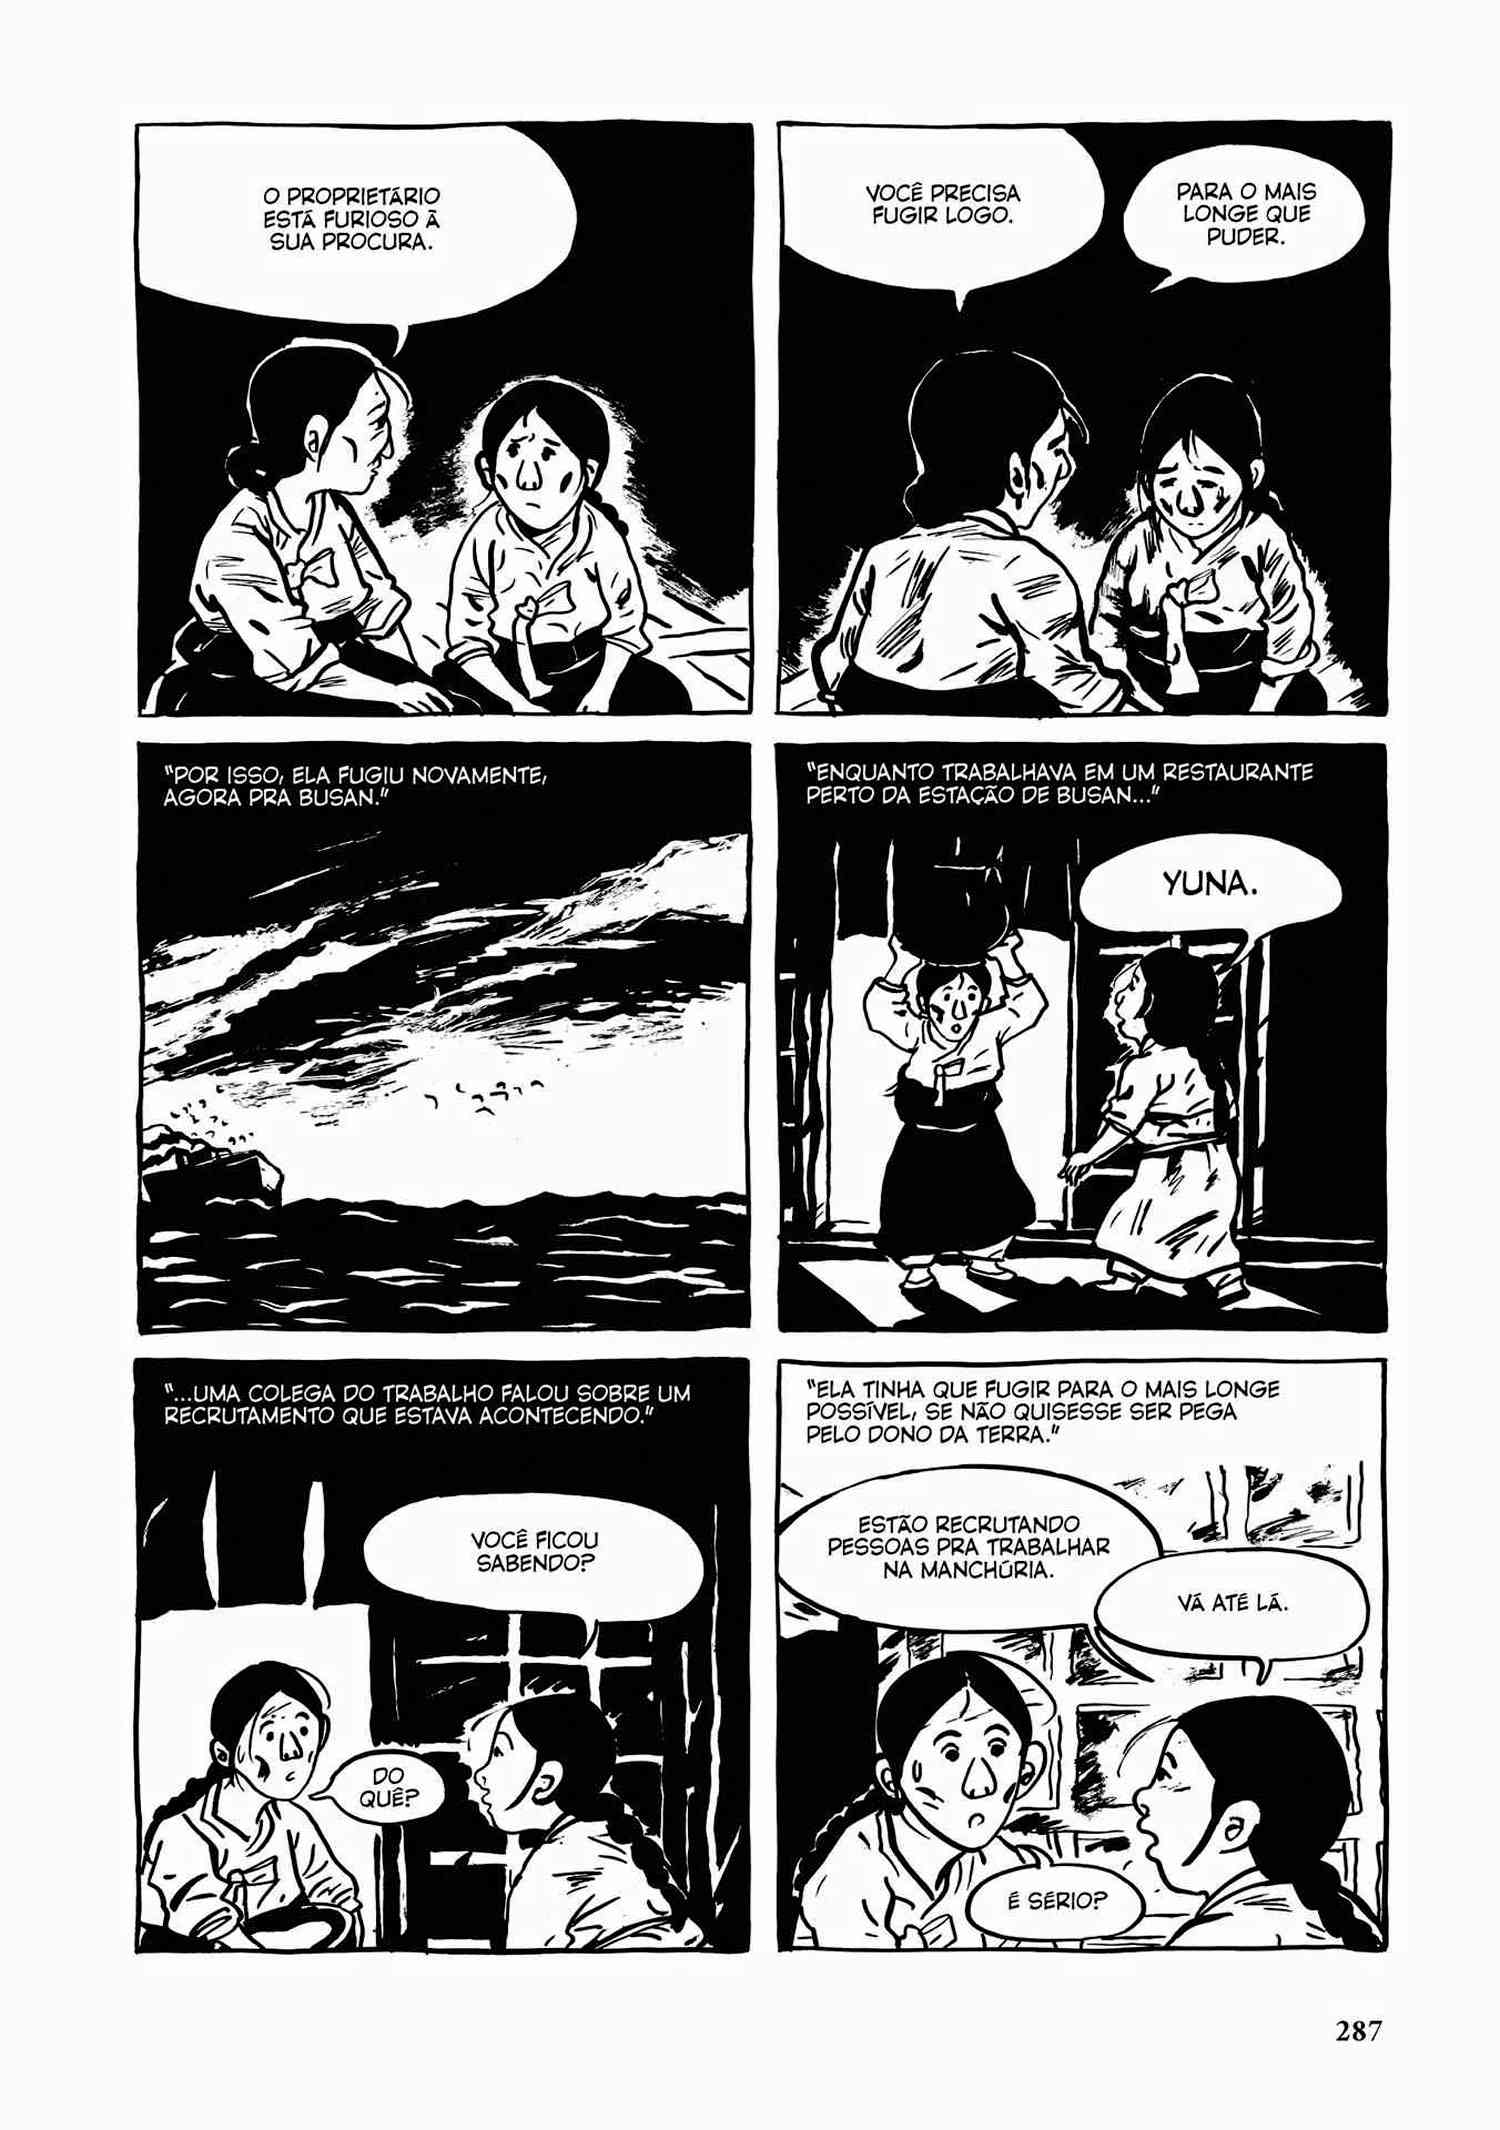 O PROPRIETÁRIO
ESTÁ FURIOSO À
SUA PROCURA.
VOCÊ PRECISA
FUGIR LOGO.
PARA O MAIS
LONGE QUE
PUDER.
"POR ISSO, ELA FUGIU NOVAMENTE,
AGORA PRA BUSAN."
"ENQUANTO TRABALHAVA EM UM RESTAURANTE
PERTO DA ESTAÇÃO DE BUSAN..."
YUNA.
"...UMA COLEGA DO TRABALHO FALOU SOBRE UM
RECRUTAMENTO QUE ESTAVA ACONTECENDO."
VOCÊ FICOU
SABENDO?
DO
QUÊ?
"ELA TINHA QUE FUGIR PARA O MAIS LONGE
POSSÍVEL, SE NÃO QUISESSE SER PEGA
PELO DONO DA TERRA."
ESTÃO RECRUTANDO
PESSOAS PRA TRABALHAR
NA MANCHÚRIA.
VÁ ATÉ LÁ.
É SÉRIO?
287